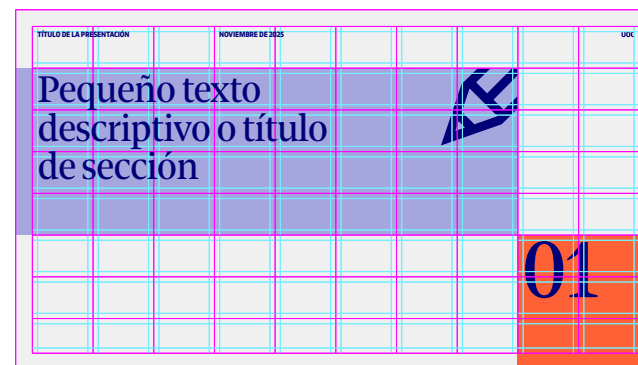 TÍTULO DE LA PRESENTACIÓN
NOVIEMBRE DE 2025
UOC
Pequeño texto
descriptivo o título
de sección
01